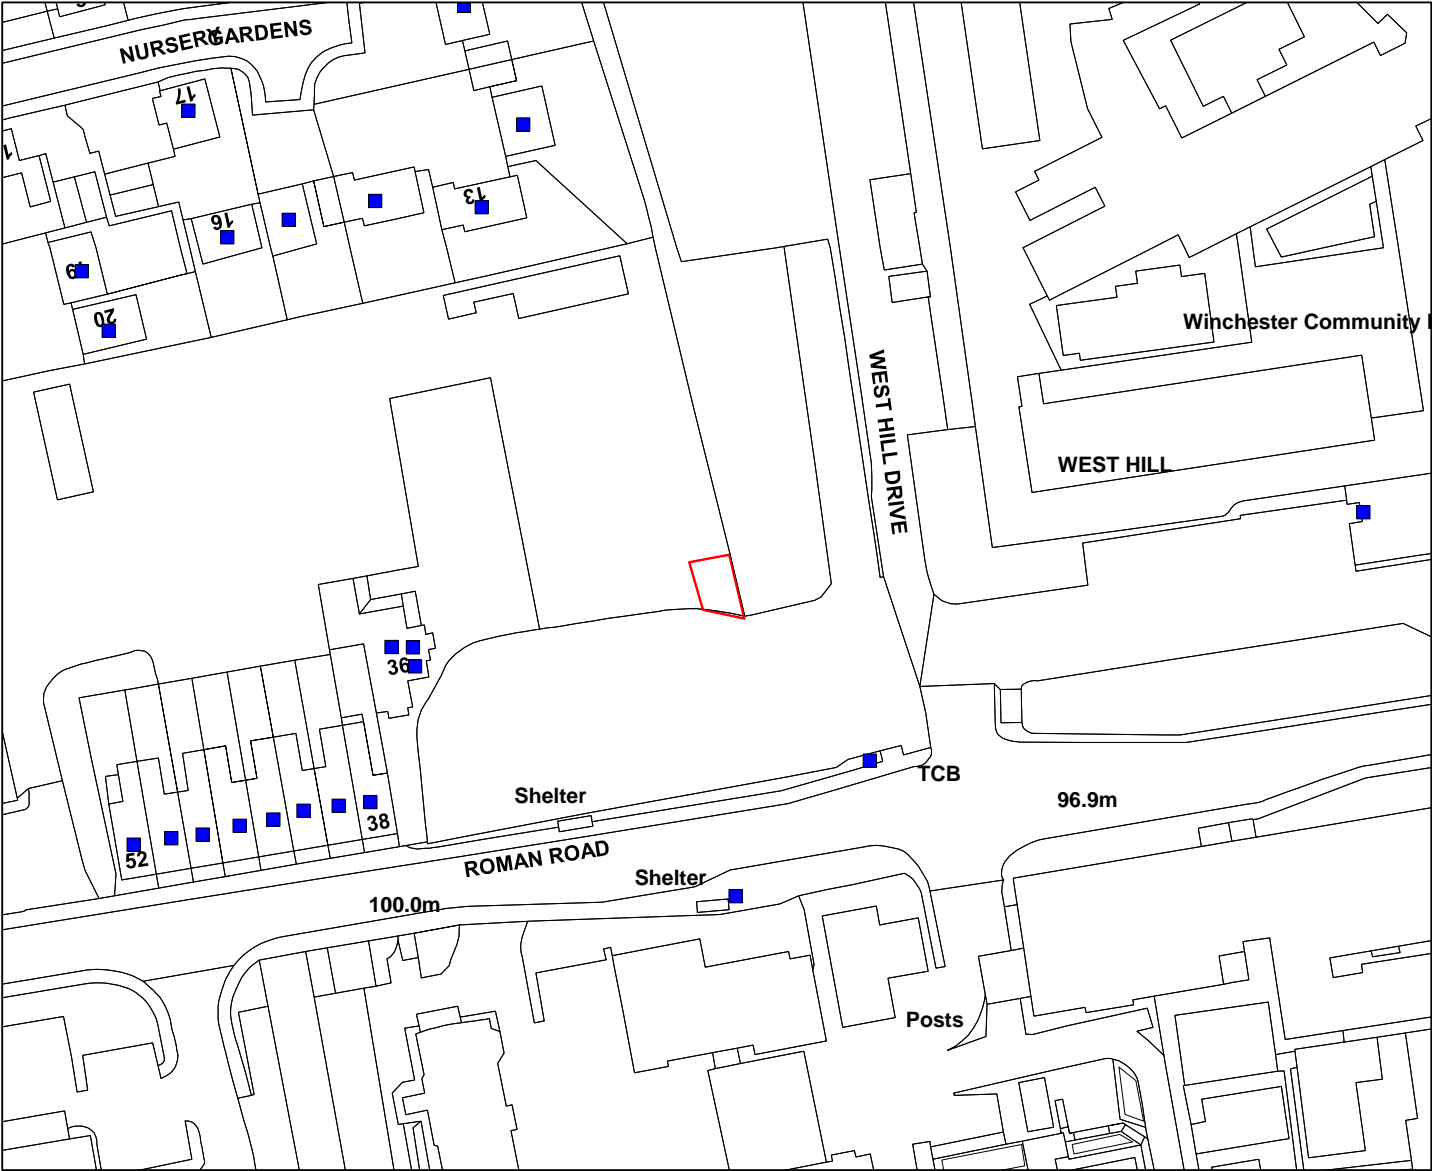 NURSERY GARDENS
17
16
13
19
20
WEST HILL DRIVE
Winchester Community
WEST HILL
36
38
52
Shelter
TCB
96.9m
ROMAN ROAD
Shelter
100.0m
Posts